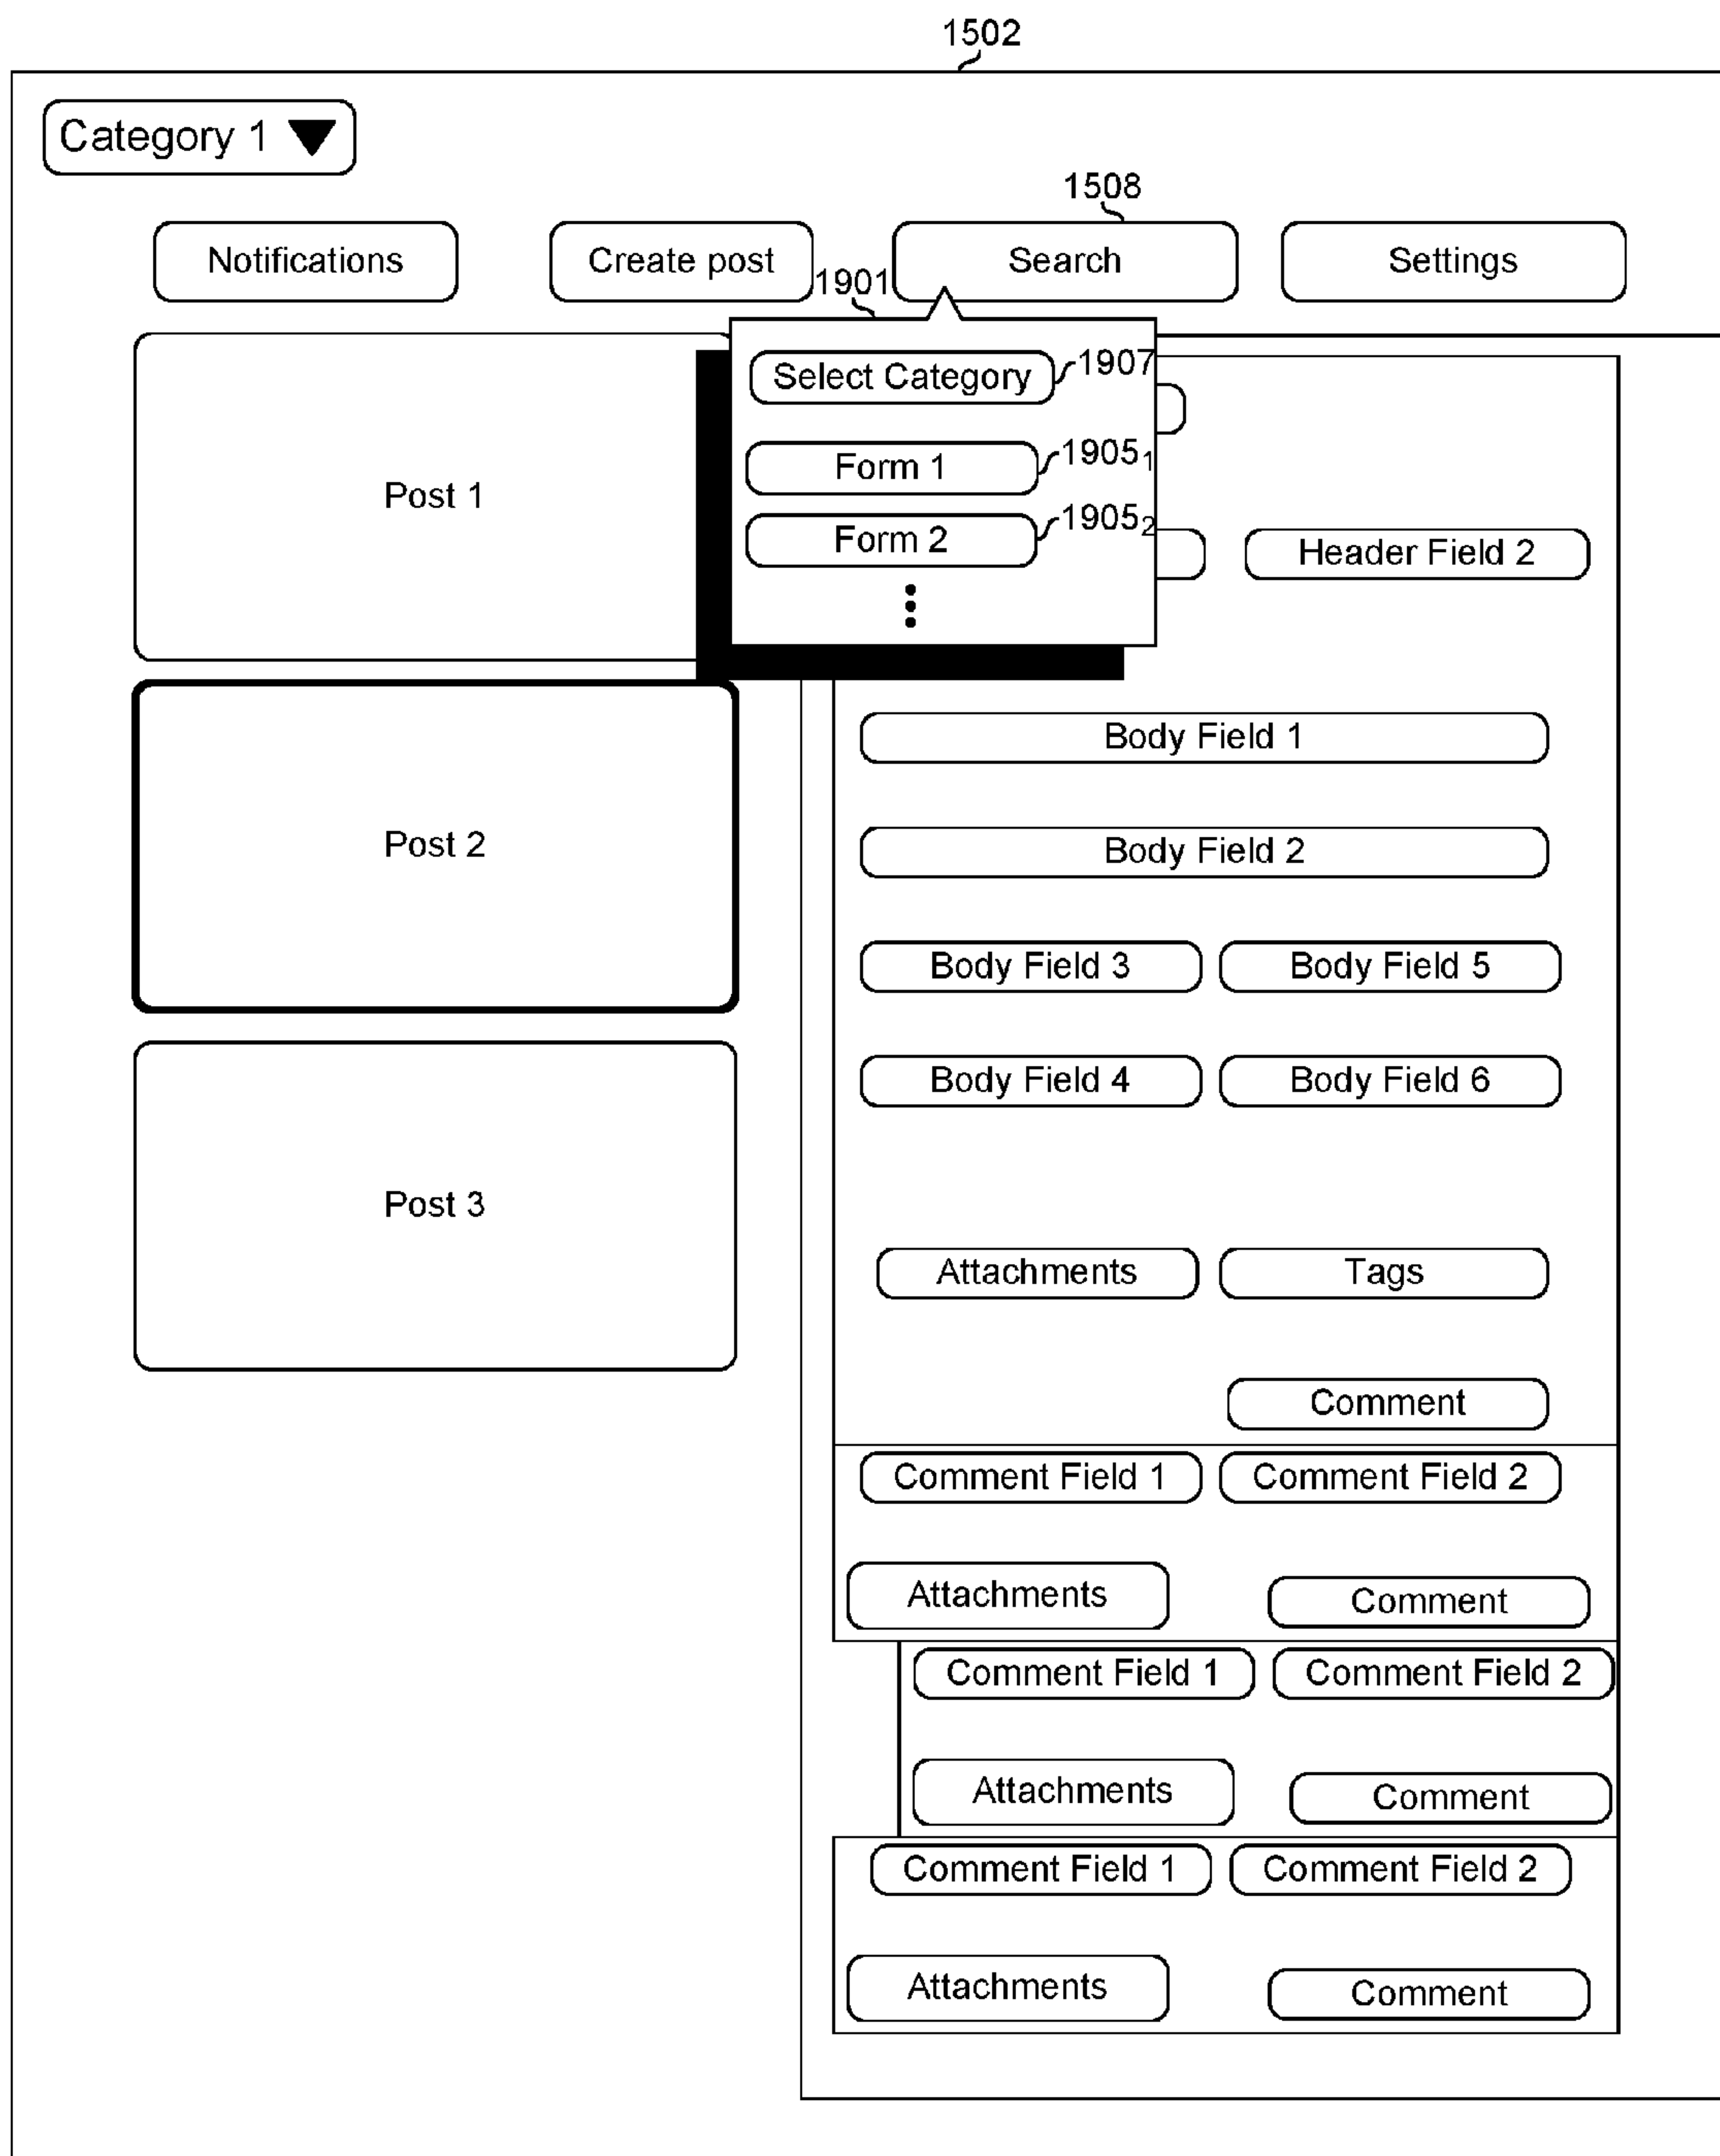 1502
Category 1
1508
Notifications
Create post
Search
Settings
1901
Select Category
1907
Form 1
1905₁
Form 2
1905₂
Post 1
Header Field 2
Body Field 1
Post 2
Body Field 2
Body Field 3
Body Field 5
Body Field 4
Body Field 6
Post 3
Attachments
Tags
Comment
Comment Field 1
Comment Field 2
Attachments
Comment
Comment Field 1
Comment Field 2
Attachments
Comment
Comment Field 1
Comment Field 2
Attachments
Comment